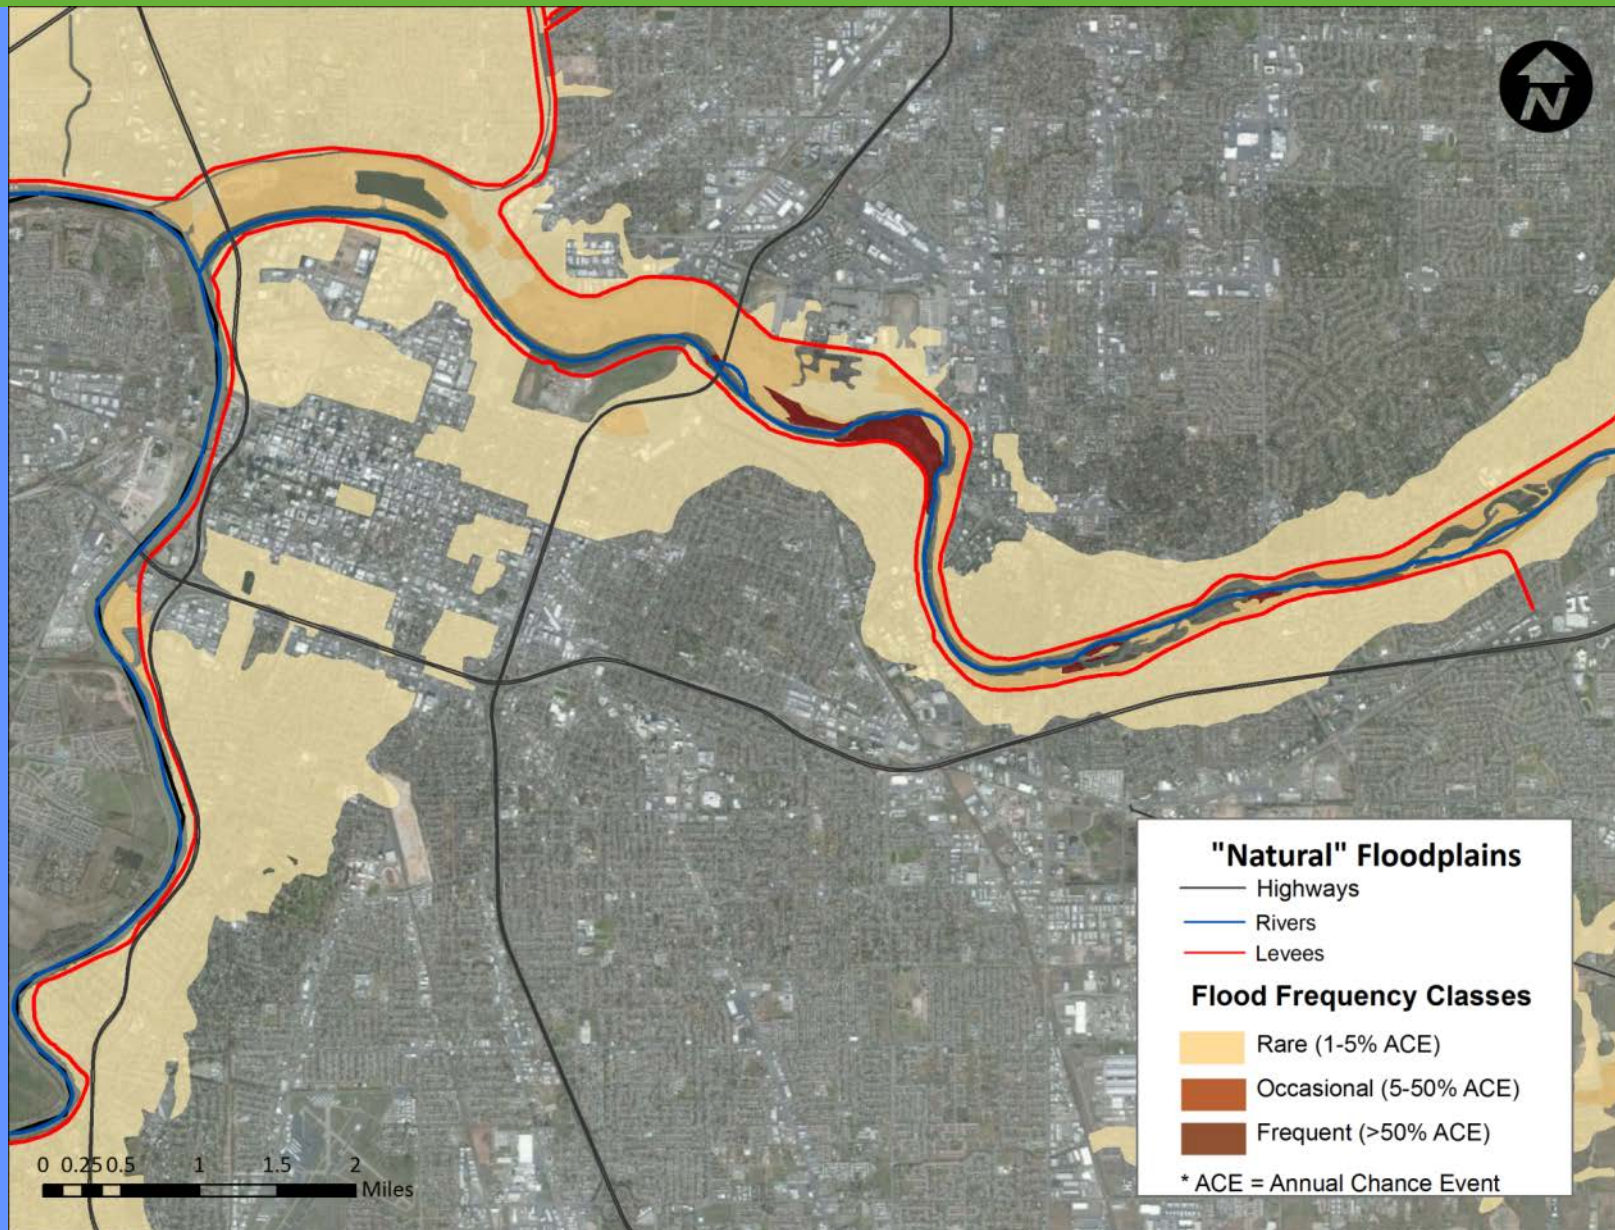 N
"Natural" Floodplains
Highways
Rivers
Levees
Flood Frequency Classes
Rare (1-5% ACE)
Occasional (5-50% ACE)
Frequent (>50% ACE)
* ACE = Annual Chance Event
0 0.25 0.5 1 1.5 2
Miles